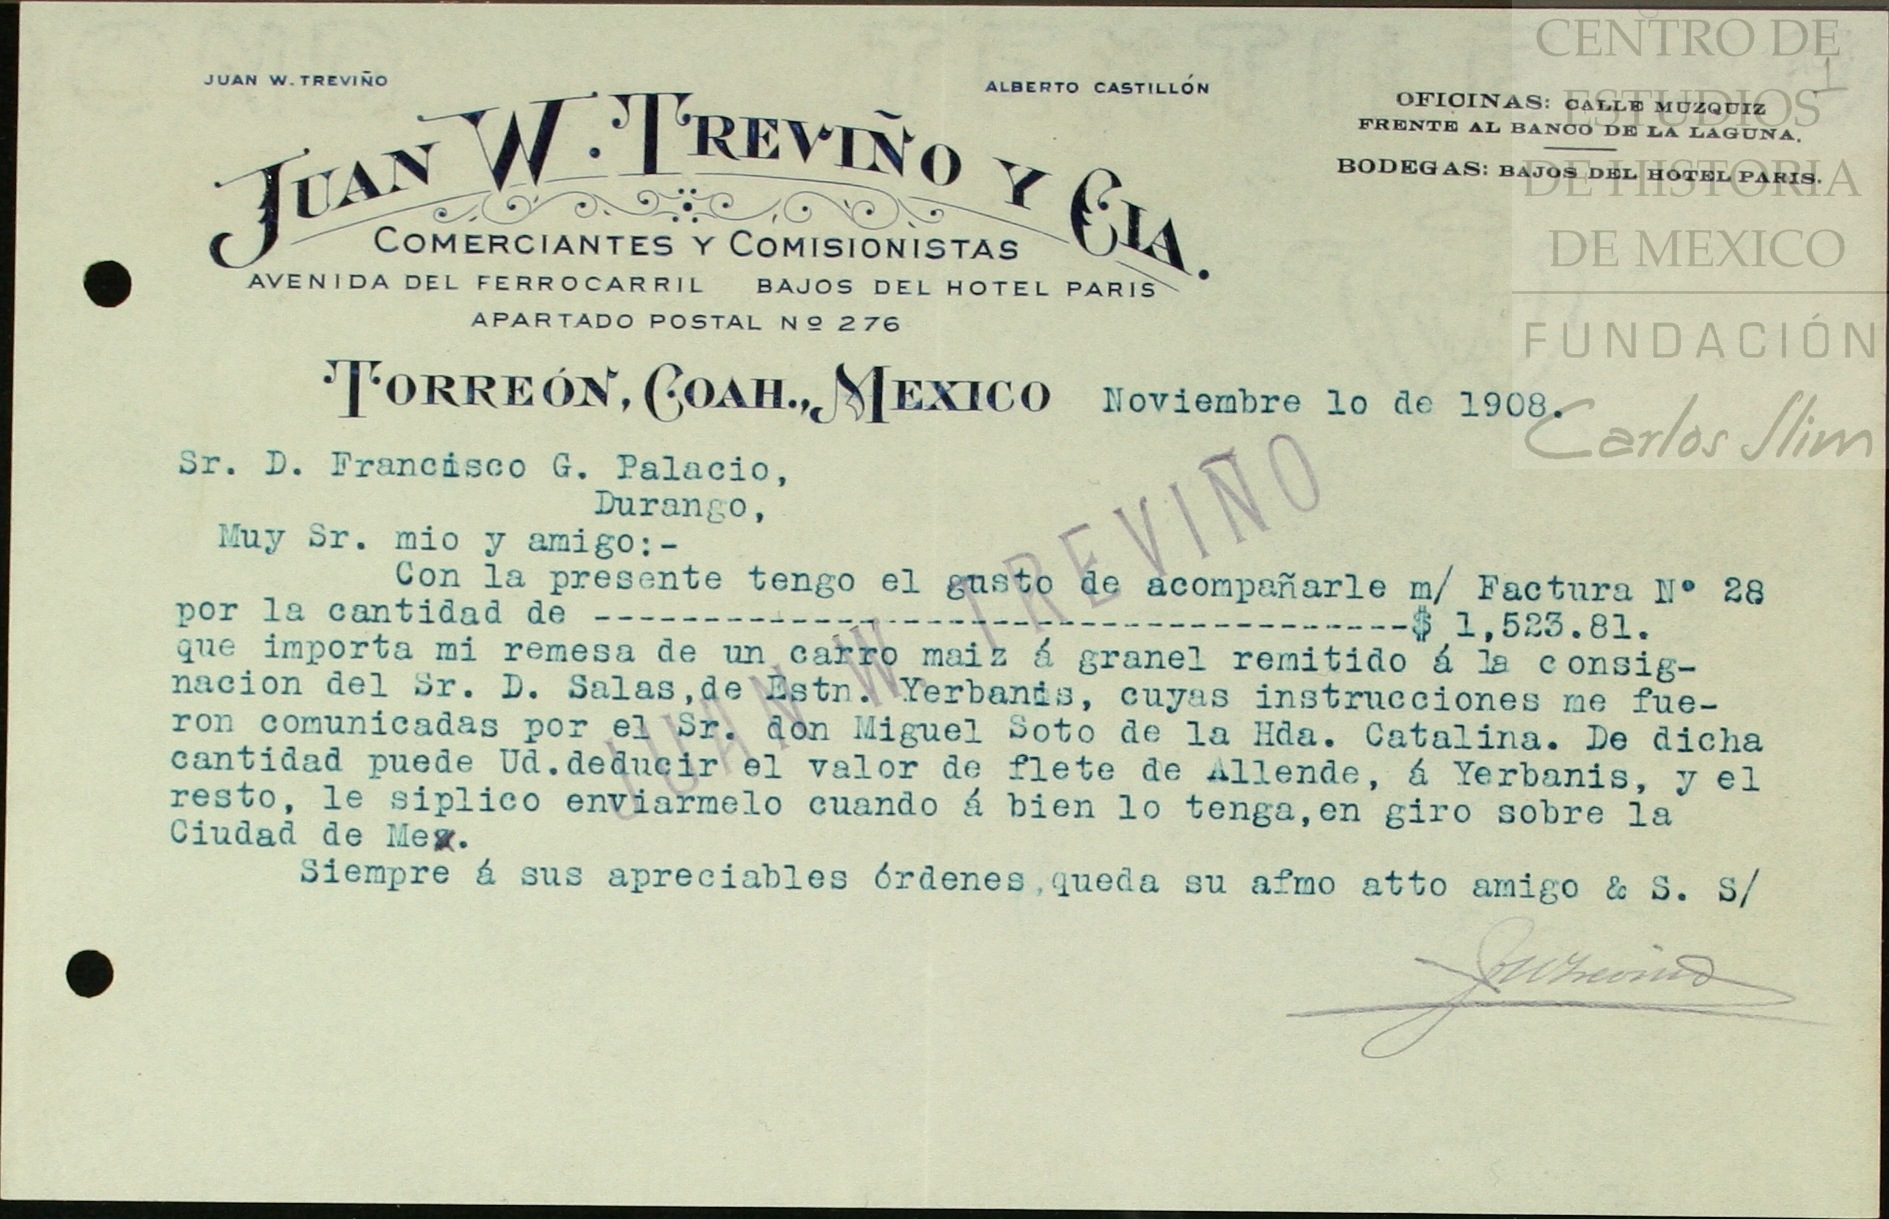 JUAN W. TREVIÑO
ALBERTO CASTILLÓN
JUAN W. TREVIÑO Y CIA.
COMERCIANTES Y COMISIONISTAS
AVENIDA DEL FERROCARRIL BAJOS DEL HOTEL PARIS
APARTADO POSTAL Nº 276
OFICINAS: CALLE MUZQUIZ
FRENTE AL BANCO DE LA LAGUNA.
BODEGAS: BAJOS DEL HOTEL PARIS.
CENTRO DE
ESTUDIOS
DE HISTORIA
DE MEXICO
FUNDACIÓN
Carlos Slim
1
TORREÓN, COAH., MEXICO Noviembre 1o de 1908.
Sr. D. Francisco G. Palacio,
Durango,
Muy Sr. mio y amigo:-
Con la presente tengo el gusto de acompañarle m/ Factura Nº 28
por la cantidad de --------------------------------------$ 1,523.81.
que importa mi remesa de un carro maiz á granel remitido á la consig-
nacion del Sr. D. Salas,de Estn. Yerbanis, cuyas instrucciones me fue-
ron comunicadas por el Sr. don Miguel Soto de la Hda. Catalina. De dicha
cantidad puede Ud.deducir el valor de flete de Allende, á Yerbanis, y el
resto, le siplico enviarmelo cuando á bien lo tenga,en giro sobre la
Ciudad de Mex.
Siempre á sus apreciables órdenes,queda su afmo atto amigo & S. S/
JUAN W. TREVIÑO
JWTreviño